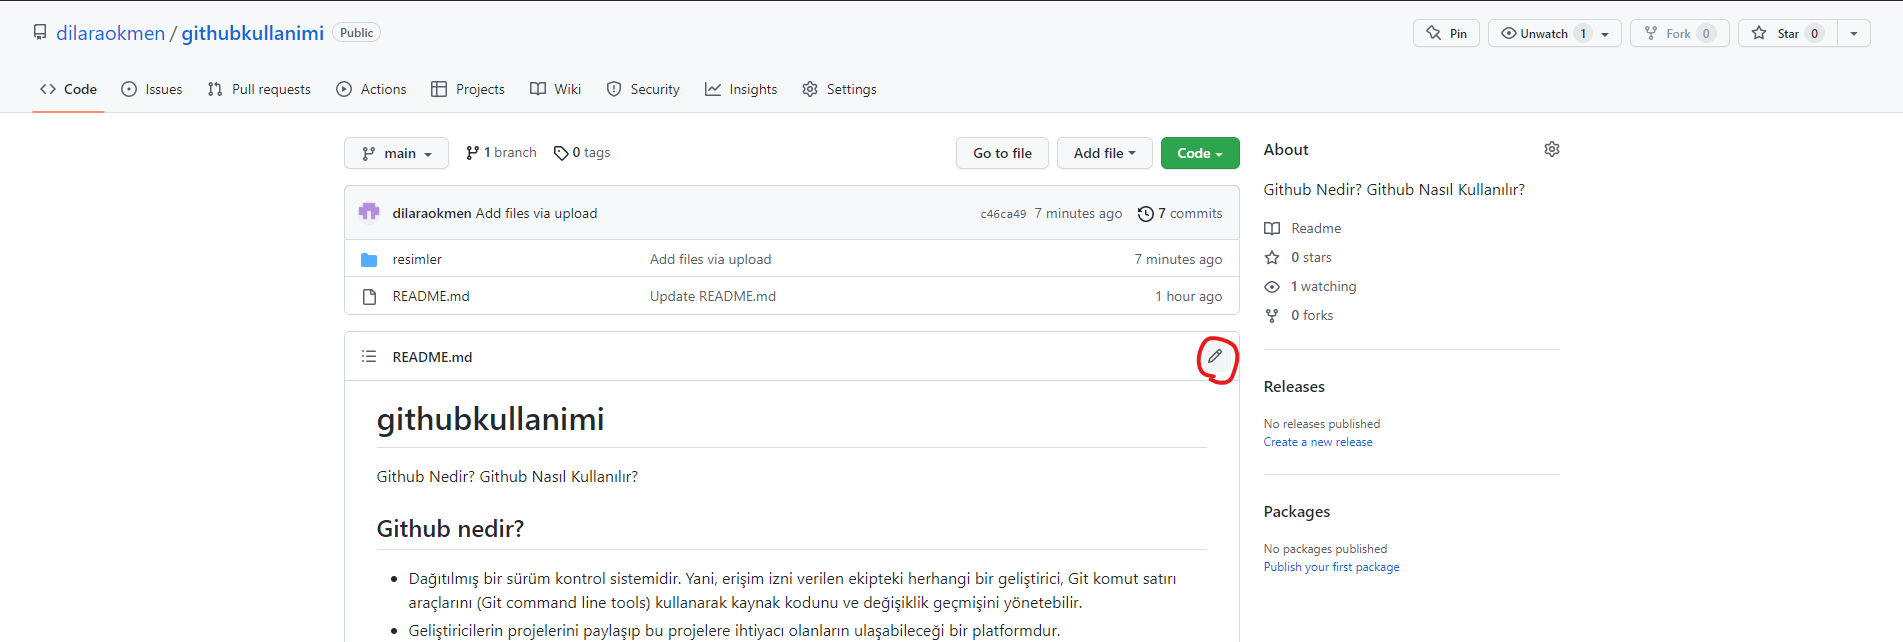 dilaraokmen / githubkullanimi Public
Pin Unwatch 1 Fork 0 Star 0
Code Issues Pull requests Actions Projects Wiki Security Insights Settings
main 1 branch 0 tags Go to file Add file Code
dilaraokmen Add files via upload c46ca49 7 minutes ago 7 commits
resimler Add files via upload 7 minutes ago
README.md Update README.md 1 hour ago
README.md
githubkullanimi
Github Nedir? Github Nasıl Kullanılır?
Github nedir?
Dağıtılmış bir sürüm kontrol sistemidir. Yani, erişim izni verilen ekipteki herhangi bir geliştirici, Git komut satırı
araçlarını (Git command line tools) kullanarak kaynak kodunu ve değişiklik geçmişini yönetebilir.
Geliştiricilerin projelerini paylaşıp bu projelere ihtiyacı olanların ulaşabileceği bir platformdur.
About
Github Nedir? Github Nasıl Kullanılır?
Readme
0 stars
1 watching
0 forks
Releases
No releases published
Create a new release
Packages
No packages published
Publish your first package